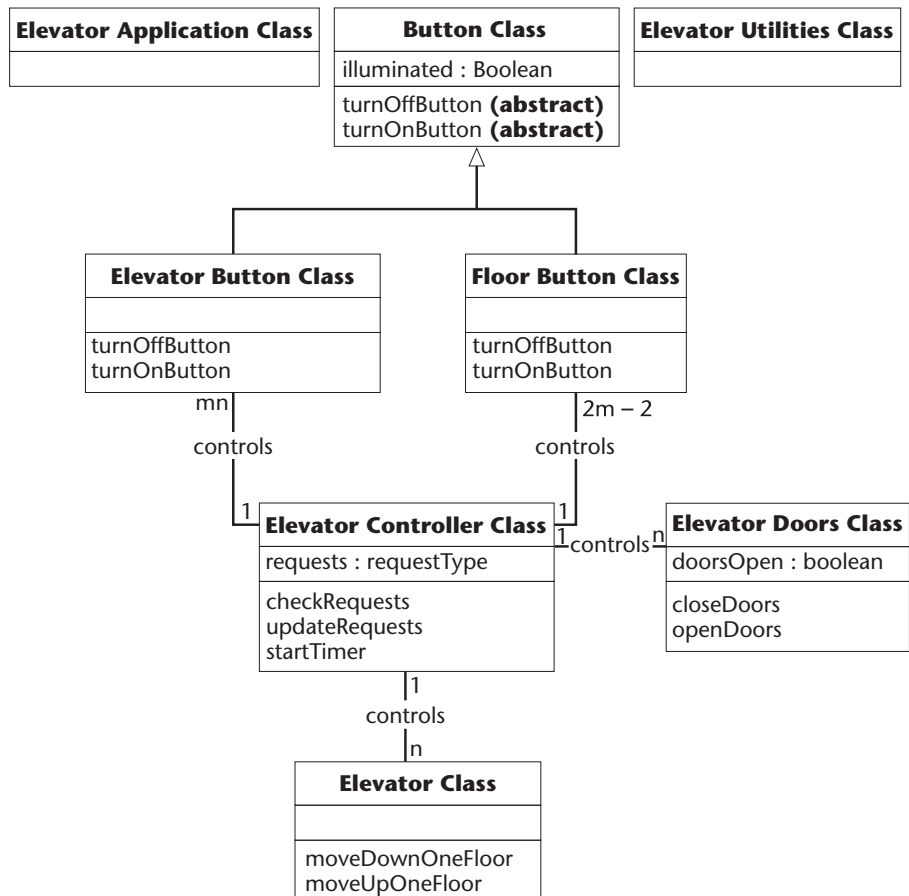 Elevator Application Class
Button Class
illuminated : Boolean
turnOffButton (abstract)
turnOnButton (abstract)
Elevator Utilities Class
Elevator Button Class
turnOffButton
turnOnButton
Floor Button Class
turnOffButton
turnOnButton
mn
controls
1
2m – 2
controls
1
Elevator Controller Class
requests : requestType
checkRequests
updateRequests
startTimer
1
controls
n
Elevator Doors Class
doorsOpen : boolean
closeDoors
openDoors
1
controls
n
Elevator Class
moveDownOneFloor
moveUpOneFloor